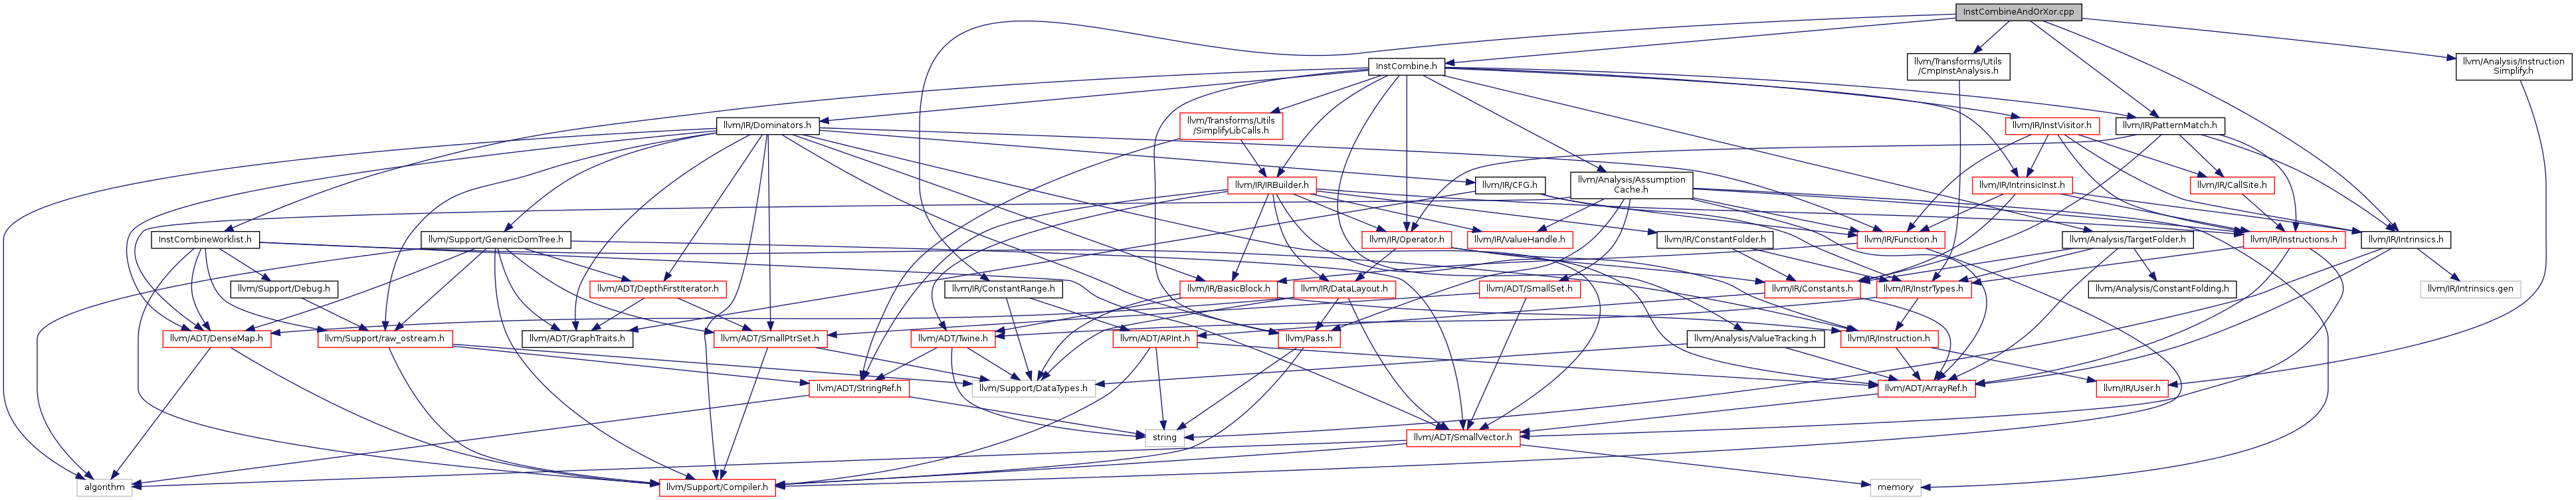 InstCombineAndOrXor.cpp
InstCombine.h
llvm/Transforms/Utils
/CmpInstAnalysis.h
llvm/Analysis/Instruction
Simplify.h
llvm/IR/Dominators.h
llvm/Transforms/Utils
/SimplifyLibCalls.h
llvm/IR/InstVisitor.h
llvm/IR/PatternMatch.h
llvm/IR/IRBuilder.h
llvm/IR/CFG.h
llvm/Analysis/Assumption
Cache.h
llvm/IR/IntrinsicInst.h
llvm/IR/CallSite.h
InstCombineWorklist.h
llvm/Support/GenericDomTree.h
llvm/IR/Operator.h
llvm/IR/ValueHandle.h
llvm/IR/ConstantFolder.h
llvm/IR/Function.h
llvm/Analysis/TargetFolder.h
llvm/IR/Instructions.h
llvm/IR/Intrinsics.h
llvm/Support/Debug.h
llvm/ADT/DepthFirstIterator.h
llvm/IR/ConstantRange.h
llvm/IR/BasicBlock.h
llvm/IR/DataLayout.h
llvm/ADT/SmallSet.h
llvm/IR/Constants.h
llvm/IR/InstrTypes.h
llvm/Analysis/ConstantFolding.h
llvm/IR/Intrinsics.gen
llvm/ADT/DenseMap.h
llvm/Support/raw_ostream.h
llvm/ADT/GraphTraits.h
llvm/ADT/SmallPtrSet.h
llvm/ADT/Twine.h
llvm/ADT/APInt.h
llvm/Pass.h
llvm/Analysis/ValueTracking.h
llvm/IR/Instruction.h
llvm/ADT/StringRef.h
llvm/Support/DataTypes.h
llvm/ADT/ArrayRef.h
llvm/IR/User.h
string
llvm/ADT/SmallVector.h
algorithm
llvm/Support/Compiler.h
memory